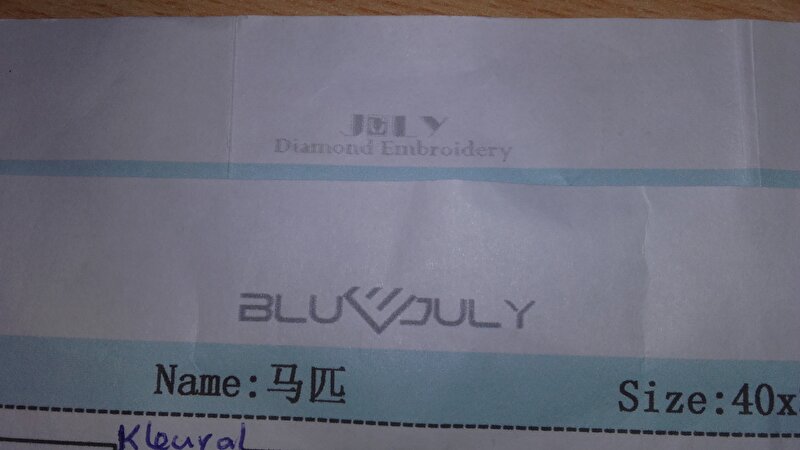 JULY
Diamond Embroidery
BLUEJULY
Name:马匹
Size:40x
Kleural